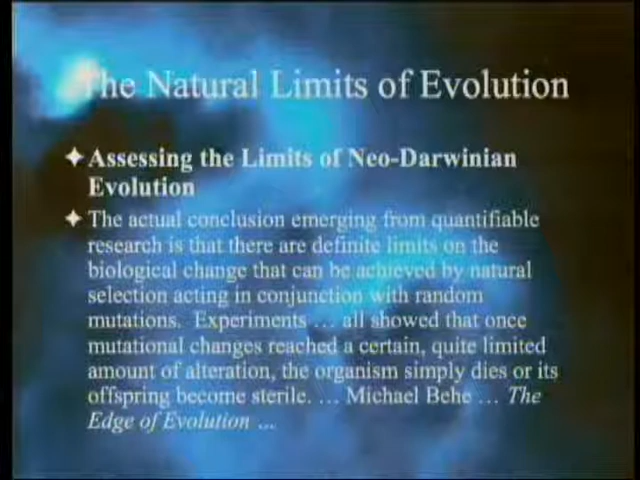 The Natural Limits of Evolution
Assessing the Limits of Neo-Darwinian
Evolution
The actual conclusion emerging from quantifiable
research is that there are definite limits on the
biological change that can be achieved by natural
selection acting in conjunction with random
mutations. Experiments … all showed that once
mutational changes reached a certain, quite limited
amount of alteration, the organism simply dies or its
offspring become sterile. … Michael Behe … The
Edge of Evolution …